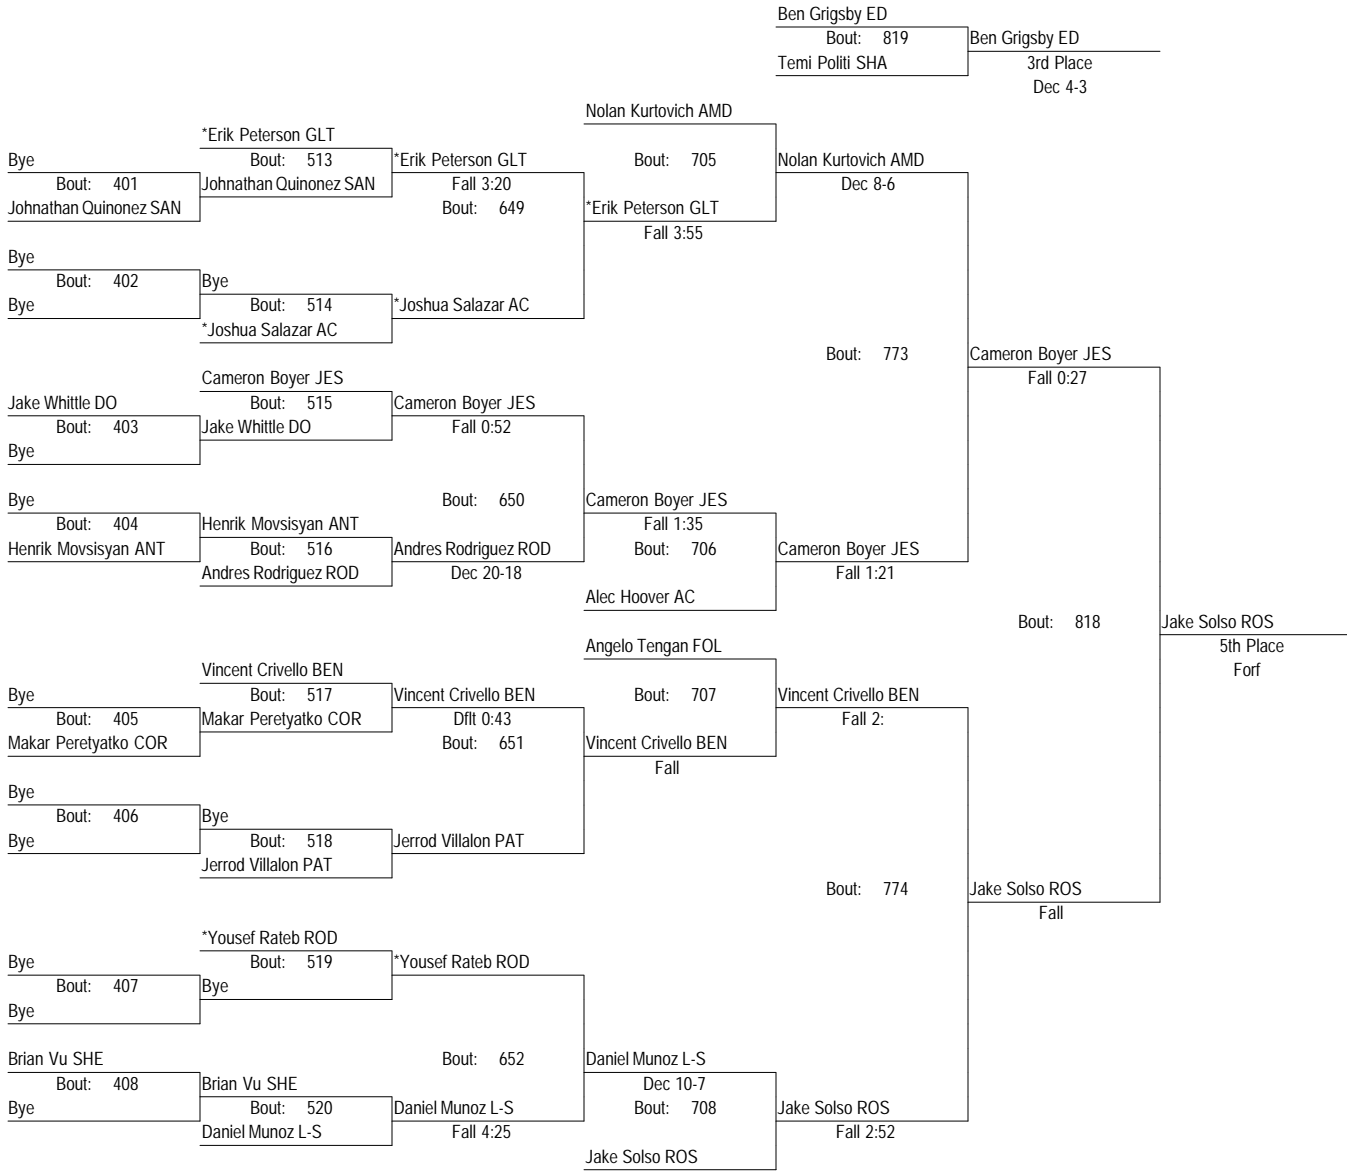 Ben Grigsby ED
Bout: 819
Ben Grigsby ED
Temi Politi SHA
3rd Place
Dec 4-3
Nolan Kurtovich AMD
*Erik Peterson GLT
Bye
Bout: 513
*Erik Peterson GLT
Bout: 705
Nolan Kurtovich AMD
Bout: 401
Johnathan Quinonez SAN
Fall 3:20
Dec 8-6
Johnathan Quinonez SAN
Bout: 649
*Erik Peterson GLT
Fall 3:55
Bye
Bout: 402
Bye
Bye
Bout: 514
*Joshua Salazar AC
*Joshua Salazar AC
Bout: 773
Cameron Boyer JES
Cameron Boyer JES
Fall 0:27
Jake Whittle DO
Bout: 515
Cameron Boyer JES
Bout: 403
Jake Whittle DO
Fall 0:52
Bye
Bye
Bout: 650
Cameron Boyer JES
Bout: 404
Henrik Movsisyan ANT
Fall 1:35
Henrik Movsisyan ANT
Bout: 516
Andres Rodriguez ROD
Bout: 706
Cameron Boyer JES
Andres Rodriguez ROD
Dec 20-18
Fall 1:21
Alec Hoover AC
Bout: 818
Jake Solso ROS
Angelo Tengan FOL
5th Place
Vincent Crivello BEN
Forf
Bye
Bout: 517
Vincent Crivello BEN
Bout: 707
Vincent Crivello BEN
Bout: 405
Makar Peretyatko COR
Dflt 0:43
Fall 2:
Makar Peretyatko COR
Bout: 651
Vincent Crivello BEN
Fall
Bye
Bout: 406
Bye
Bye
Bout: 518
Jerrod Villalon PAT
Jerrod Villalon PAT
Bout: 774
Jake Solso ROS
Fall
*Yousef Rateb ROD
Bye
Bout: 519
*Yousef Rateb ROD
Bout: 407
Bye
Bye
Brian Vu SHE
Bout: 652
Daniel Munoz L-S
Bout: 408
Brian Vu SHE
Dec 10-7
Bye
Bout: 520
Daniel Munoz L-S
Bout: 708
Jake Solso ROS
Daniel Munoz L-S
Fall 4:25
Fall 2:52
Jake Solso ROS